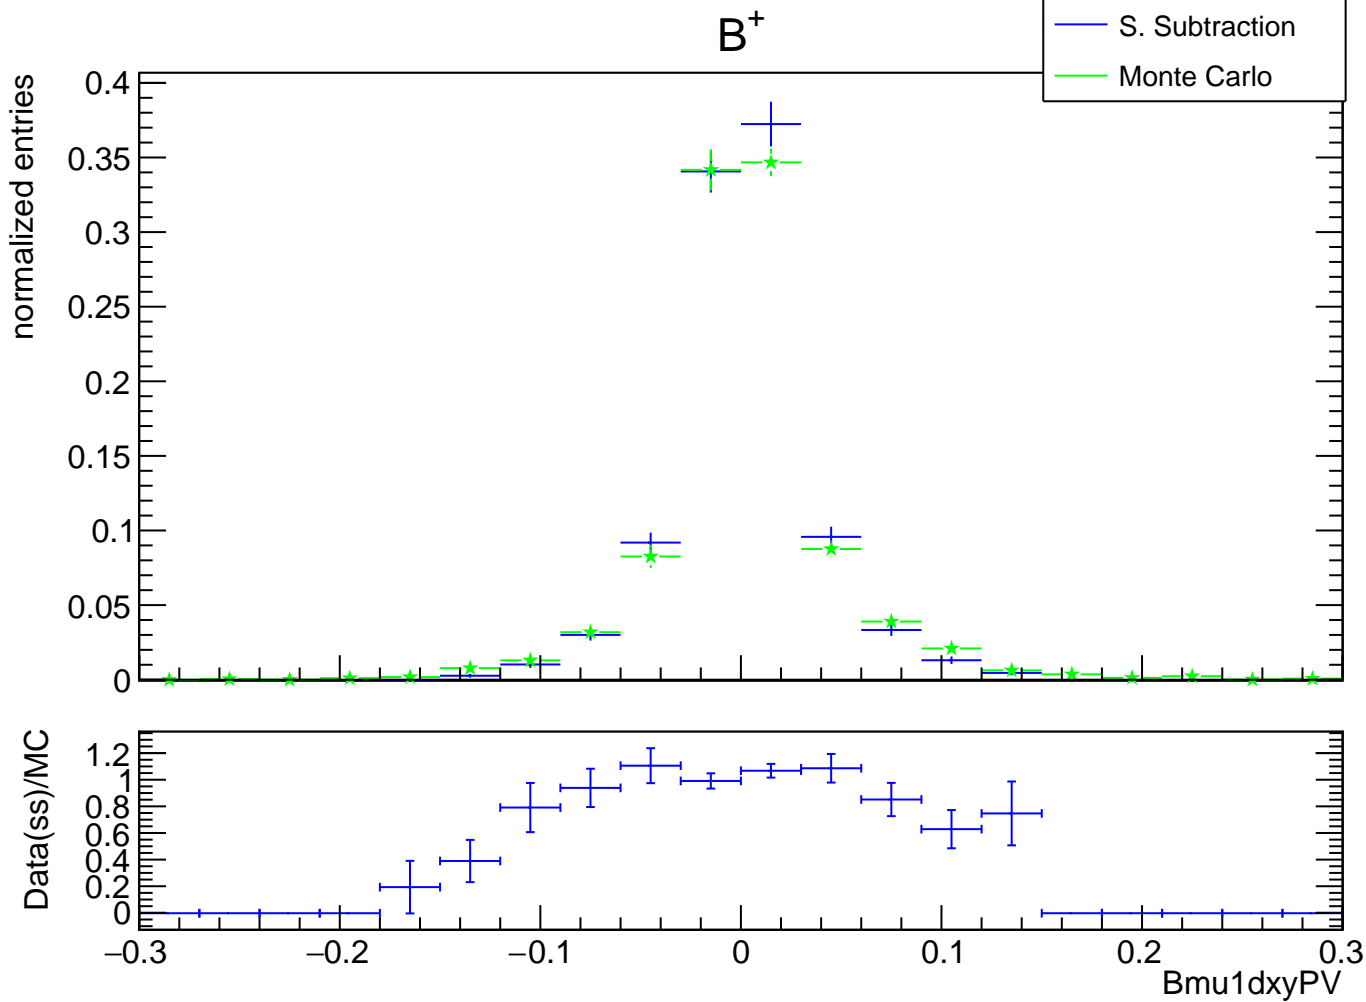 B+
S. Subtraction
Monte Carlo
normalized entries
0.4
0.35
0.3
0.25
0.2
0.15
0.1
0.05
0
Data(ss)/MC
1.2
1
0.8
0.6
0.4
0.2
0
−0.3 −0.2 −0.1 0 0.1 0.2 0.3
Bmu1dxyPV